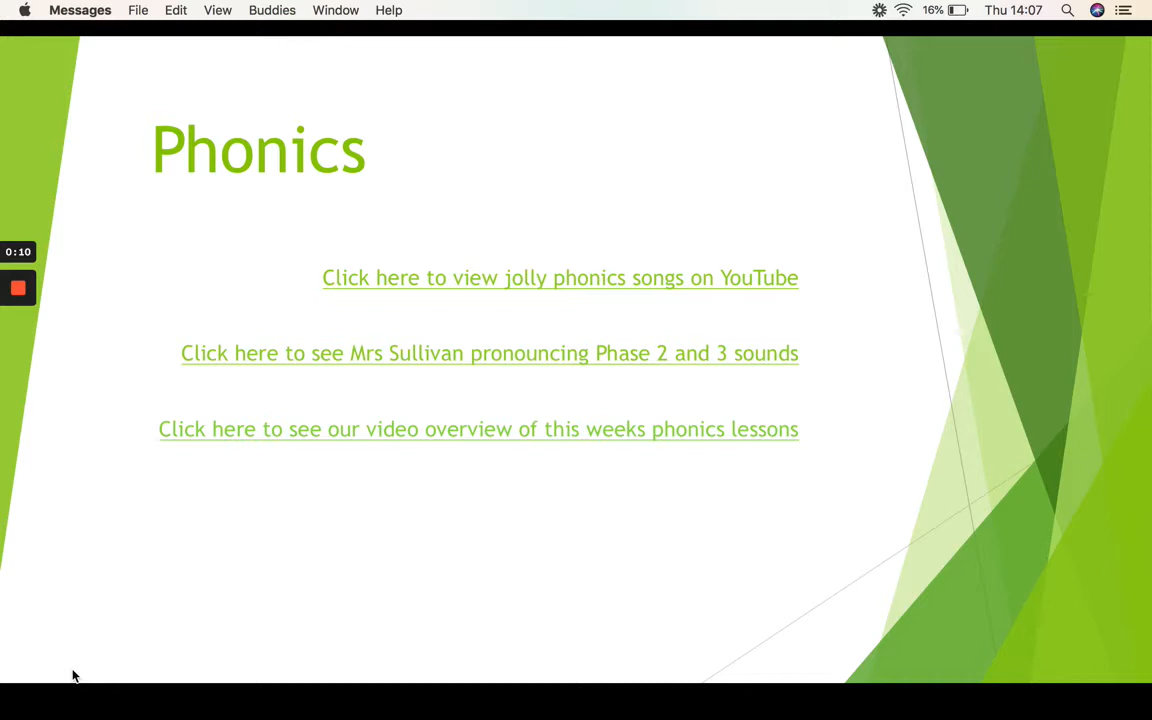 Messages File Edit View Buddies Window Help 16% Thu 14:07
Phonics
0:10
Click here to view jolly phonics songs on YouTube
Click here to see Mrs Sullivan pronouncing Phase 2 and 3 sounds
Click here to see our video overview of this weeks phonics lessons